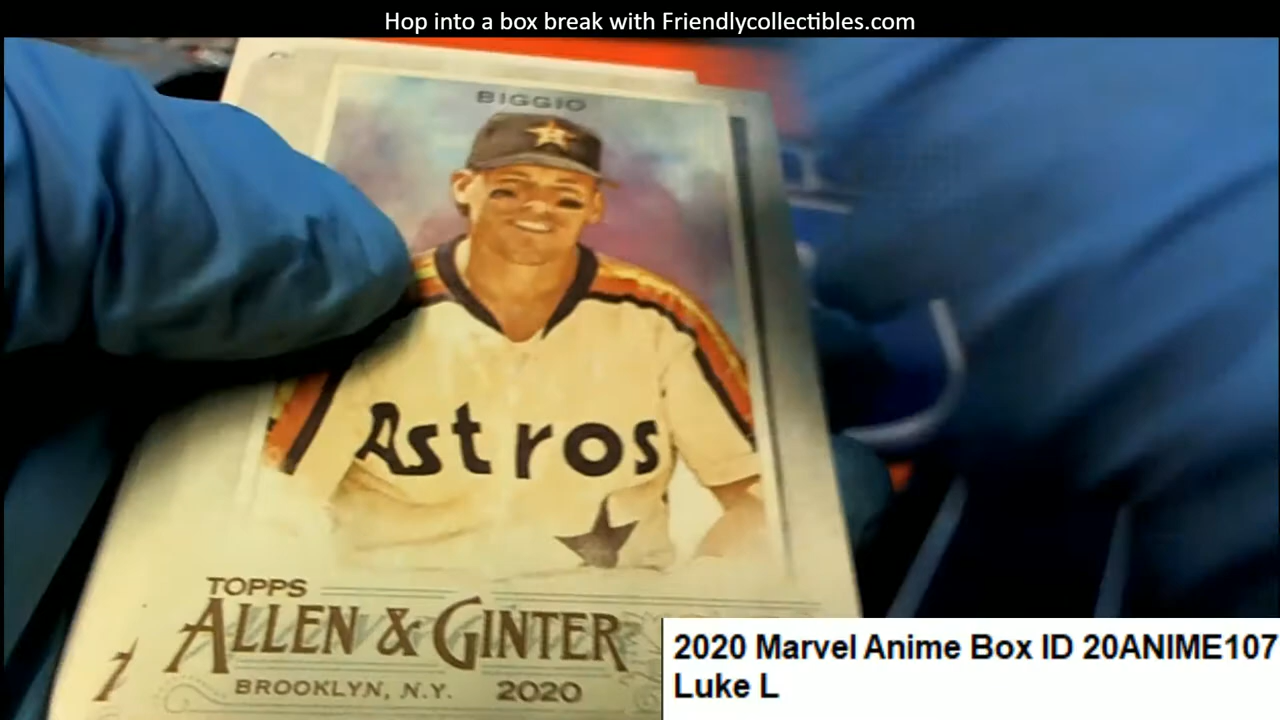 Hop into a box break with Friendlycollectibles.com
BIGGIO
Astros
TOPPS
ALLEN & GINTER
BROOKLYN, N.Y. 2020
2020 Marvel Anime Box ID 20ANIME107
Luke L